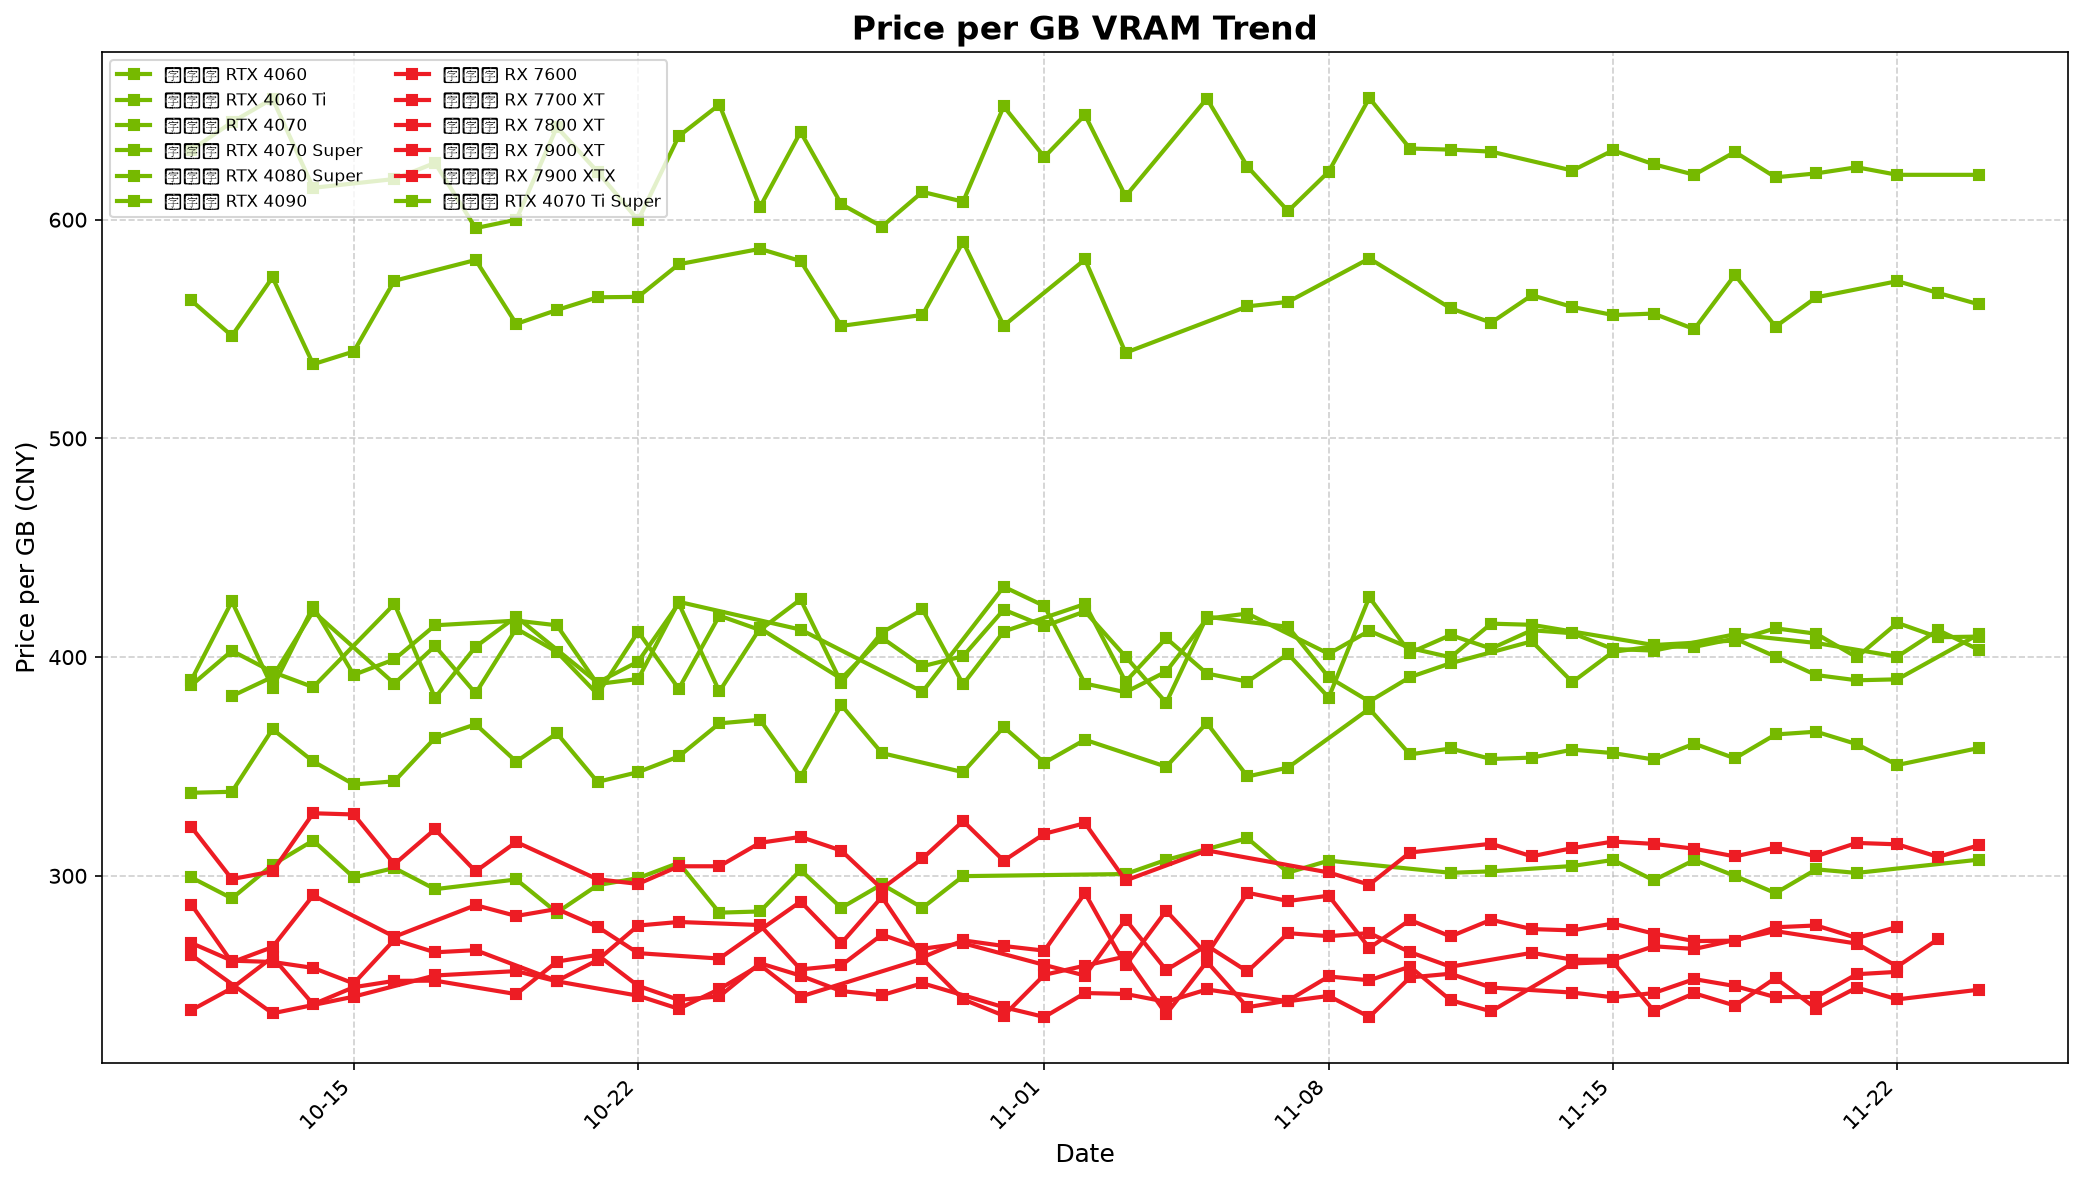 Price per GB VRAM Trend
RTX 4060
RTX 4060 Ti
RTX 4070
RTX 4070 Super
RTX 4080 Super
RTX 4090
RX 7600
RX 7700 XT
RX 7800 XT
RX 7900 XT
RX 7900 XTX
RTX 4070 Ti Super
Price per GB (CNY)
600
500
400
300
10-15
10-22
11-01
11-08
11-15
11-22
Date